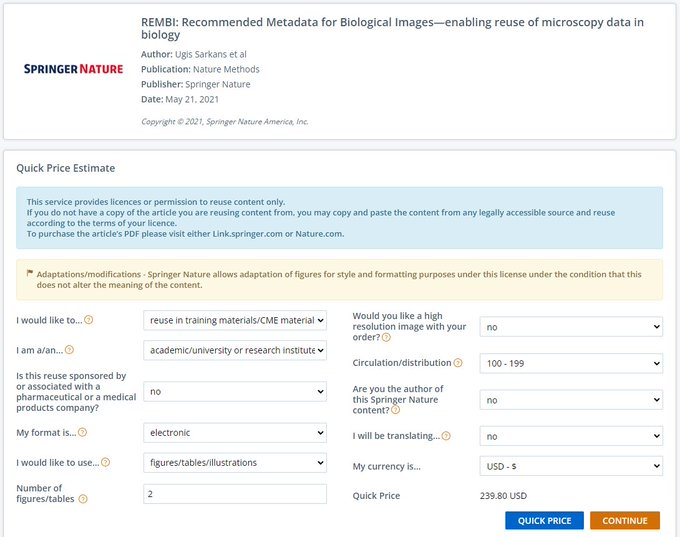 REMBI: Recommended Metadata for Biological Images—enabling reuse of microscopy data in
biology
SPRINGER NATURE
Author: Ugis Sarkans et al
Publication: Nature Methods
Publisher: Springer Nature
Date: May 21, 2021
Copyright © 2021, Springer Nature America, Inc.
Quick Price Estimate
This service provides licences or permission to reuse content only.
If you do not have a copy of the article you are reusing content from, you may copy and paste the content from any legally accessible source and reuse
according to the terms of your licence.
To purchase the article's PDF please visit either Link.springer.com or Nature.com.
Adaptations/modifications - Springer Nature allows adaptation of figures for style and formatting purposes under this license under the condition that this
does not alter the meaning of the content.
I would like to... ? reuse in training materials/CME material
I am a/an... ? academic/university or research institute
Is this reuse sponsored by
or associated with a
pharmaceutical or a medical
products company? no
My format is... ? electronic
I would like to use... ? figures/tables/illustrations
Number of
figures/tables ? 2
Would you like a high
resolution image with your
order? ? no
Circulation/distribution ? 100 - 199
Are you the author of
this Springer Nature
content? ? no
I will be translating... ? no
My currency is... USD - $
Quick Price 239.80 USD
QUICK PRICE CONTINUE